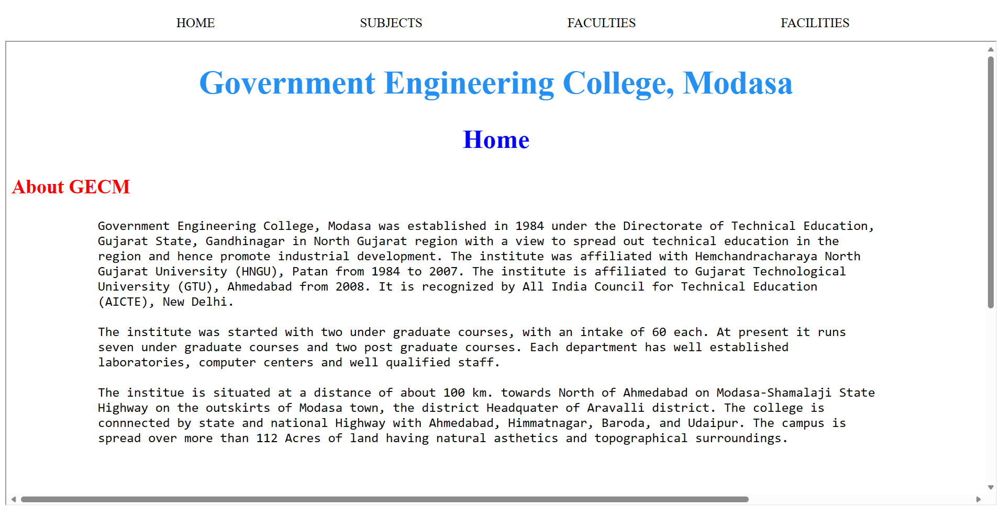 HOME SUBJECTS FACULTIES FACILITIES
Government Engineering College, Modasa
Home
About GECM
Government Engineering College, Modasa was established in 1984 under the Directorate of Technical Education,
Gujarat State, Gandhinagar in North Gujarat region with a view to spread out technical education in the
region and hence promote industrial development. The institute was affiliated with Hemchandracharaya North
Gujarat University (HNGU), Patan from 1984 to 2007. The institute is affiliated to Gujarat Technological
University (GTU), Ahmedabad from 2008. It is recognized by All India Council for Technical Education
(AICTE), New Delhi.
The institute was started with two under graduate courses, with an intake of 60 each. At present it runs
seven under graduate courses and two post graduate courses. Each department has well established
laboratories, computer centers and well qualified staff.
The institue is situated at a distance of about 100 km. towards North of Ahmedabad on Modasa-Shamalaji State
Highway on the outskirts of Modasa town, the district Headquater of Aravalli district. The college is
connnected by state and national Highway with Ahmedabad, Himmatnagar, Baroda, and Udaipur. The campus is
spread over more than 112 Acres of land having natural asthetics and topographical surroundings.